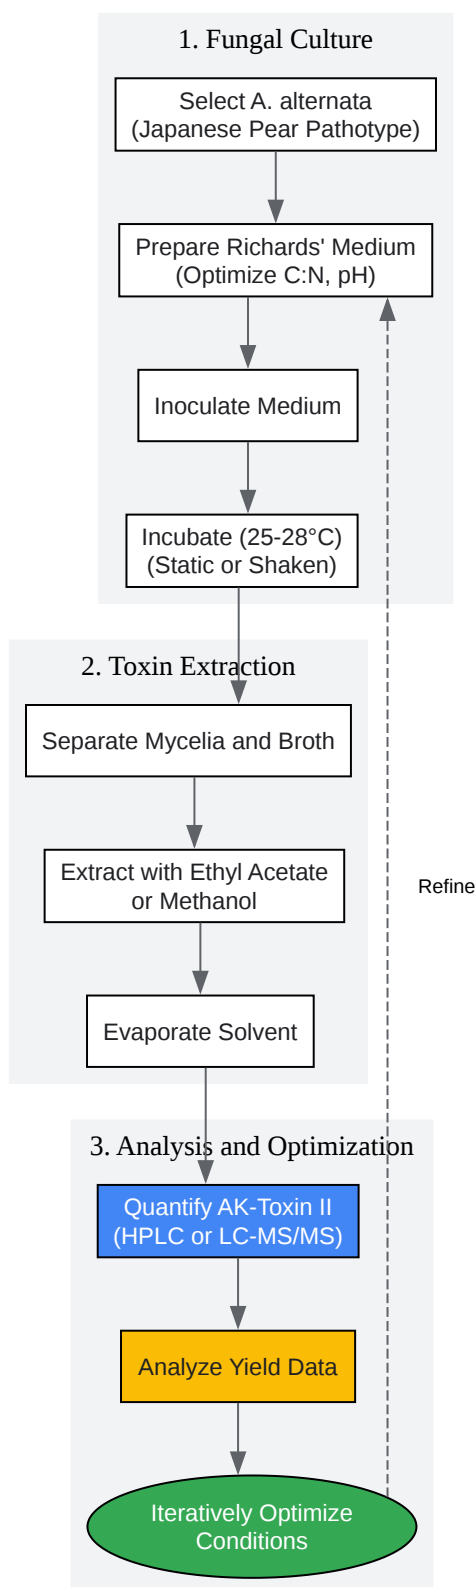 1. Fungal Culture
Select A. alternata
(Japanese Pear Pathotype)
Prepare Richards' Medium
(Optimize C:N, pH)
Inoculate Medium
Incubate (25-28°C)
(Static or Shaken)
2. Toxin Extraction
Separate Mycelia and Broth
Extract with Ethyl Acetate
or Methanol
Refine
Evaporate Solvent
3. Analysis and Optimization
Quantify AK-Toxin II
(HPLC or LC-MS/MS)
Analyze Yield Data
Iteratively Optimize
Conditions